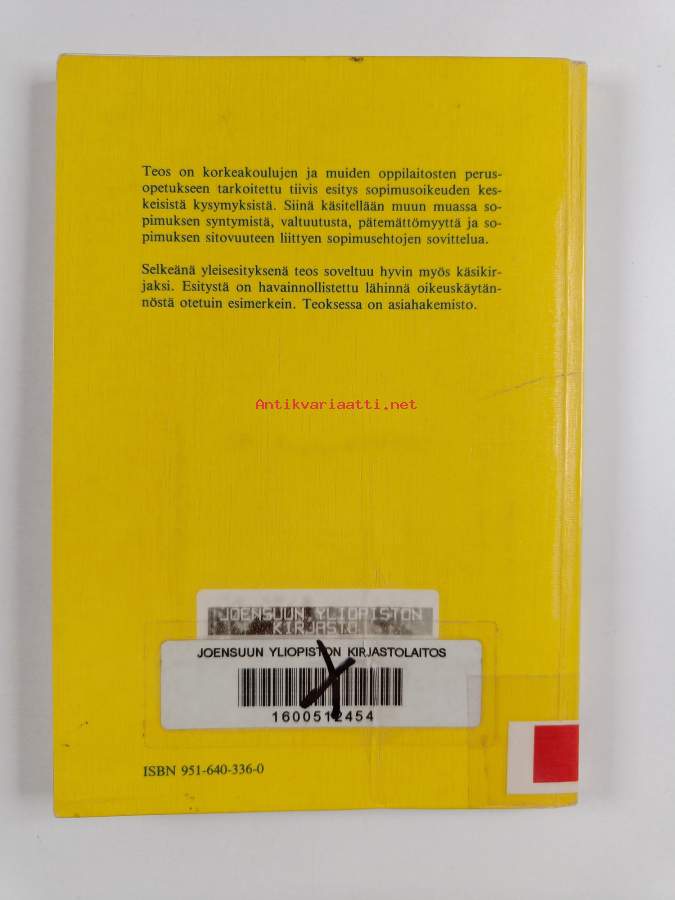 Teos on korkeakoulujen ja muiden oppilaitosten perus-
opetukseen tarkoitettu tiivis esitys sopimusoikeuden kes-
keisistä kysymyksistä. Siinä käsitellään muun muassa so-
pimuksen syntymistä, valtuutusta, pätemättömyyttä ja so-
pimuksen sitovuuteen liittyen sopimusehtojen sovittelua.
Selkeänä yleisesityksenä teos soveltuu hyvin myös käsikir-
jaksi. Esitystä on havainnollistettu lähinnä oikeuskäytän-
nöstä otetuin esimerkein. Teoksessa on asiahakemisto.
Antikvariaatti.net
JOENSUUN YLIOPISTON
KIRJASTO
JOENSUUN YLIOPISTON KIRJASTOLAITOS
1600512454
ISBN 951-640-336-0